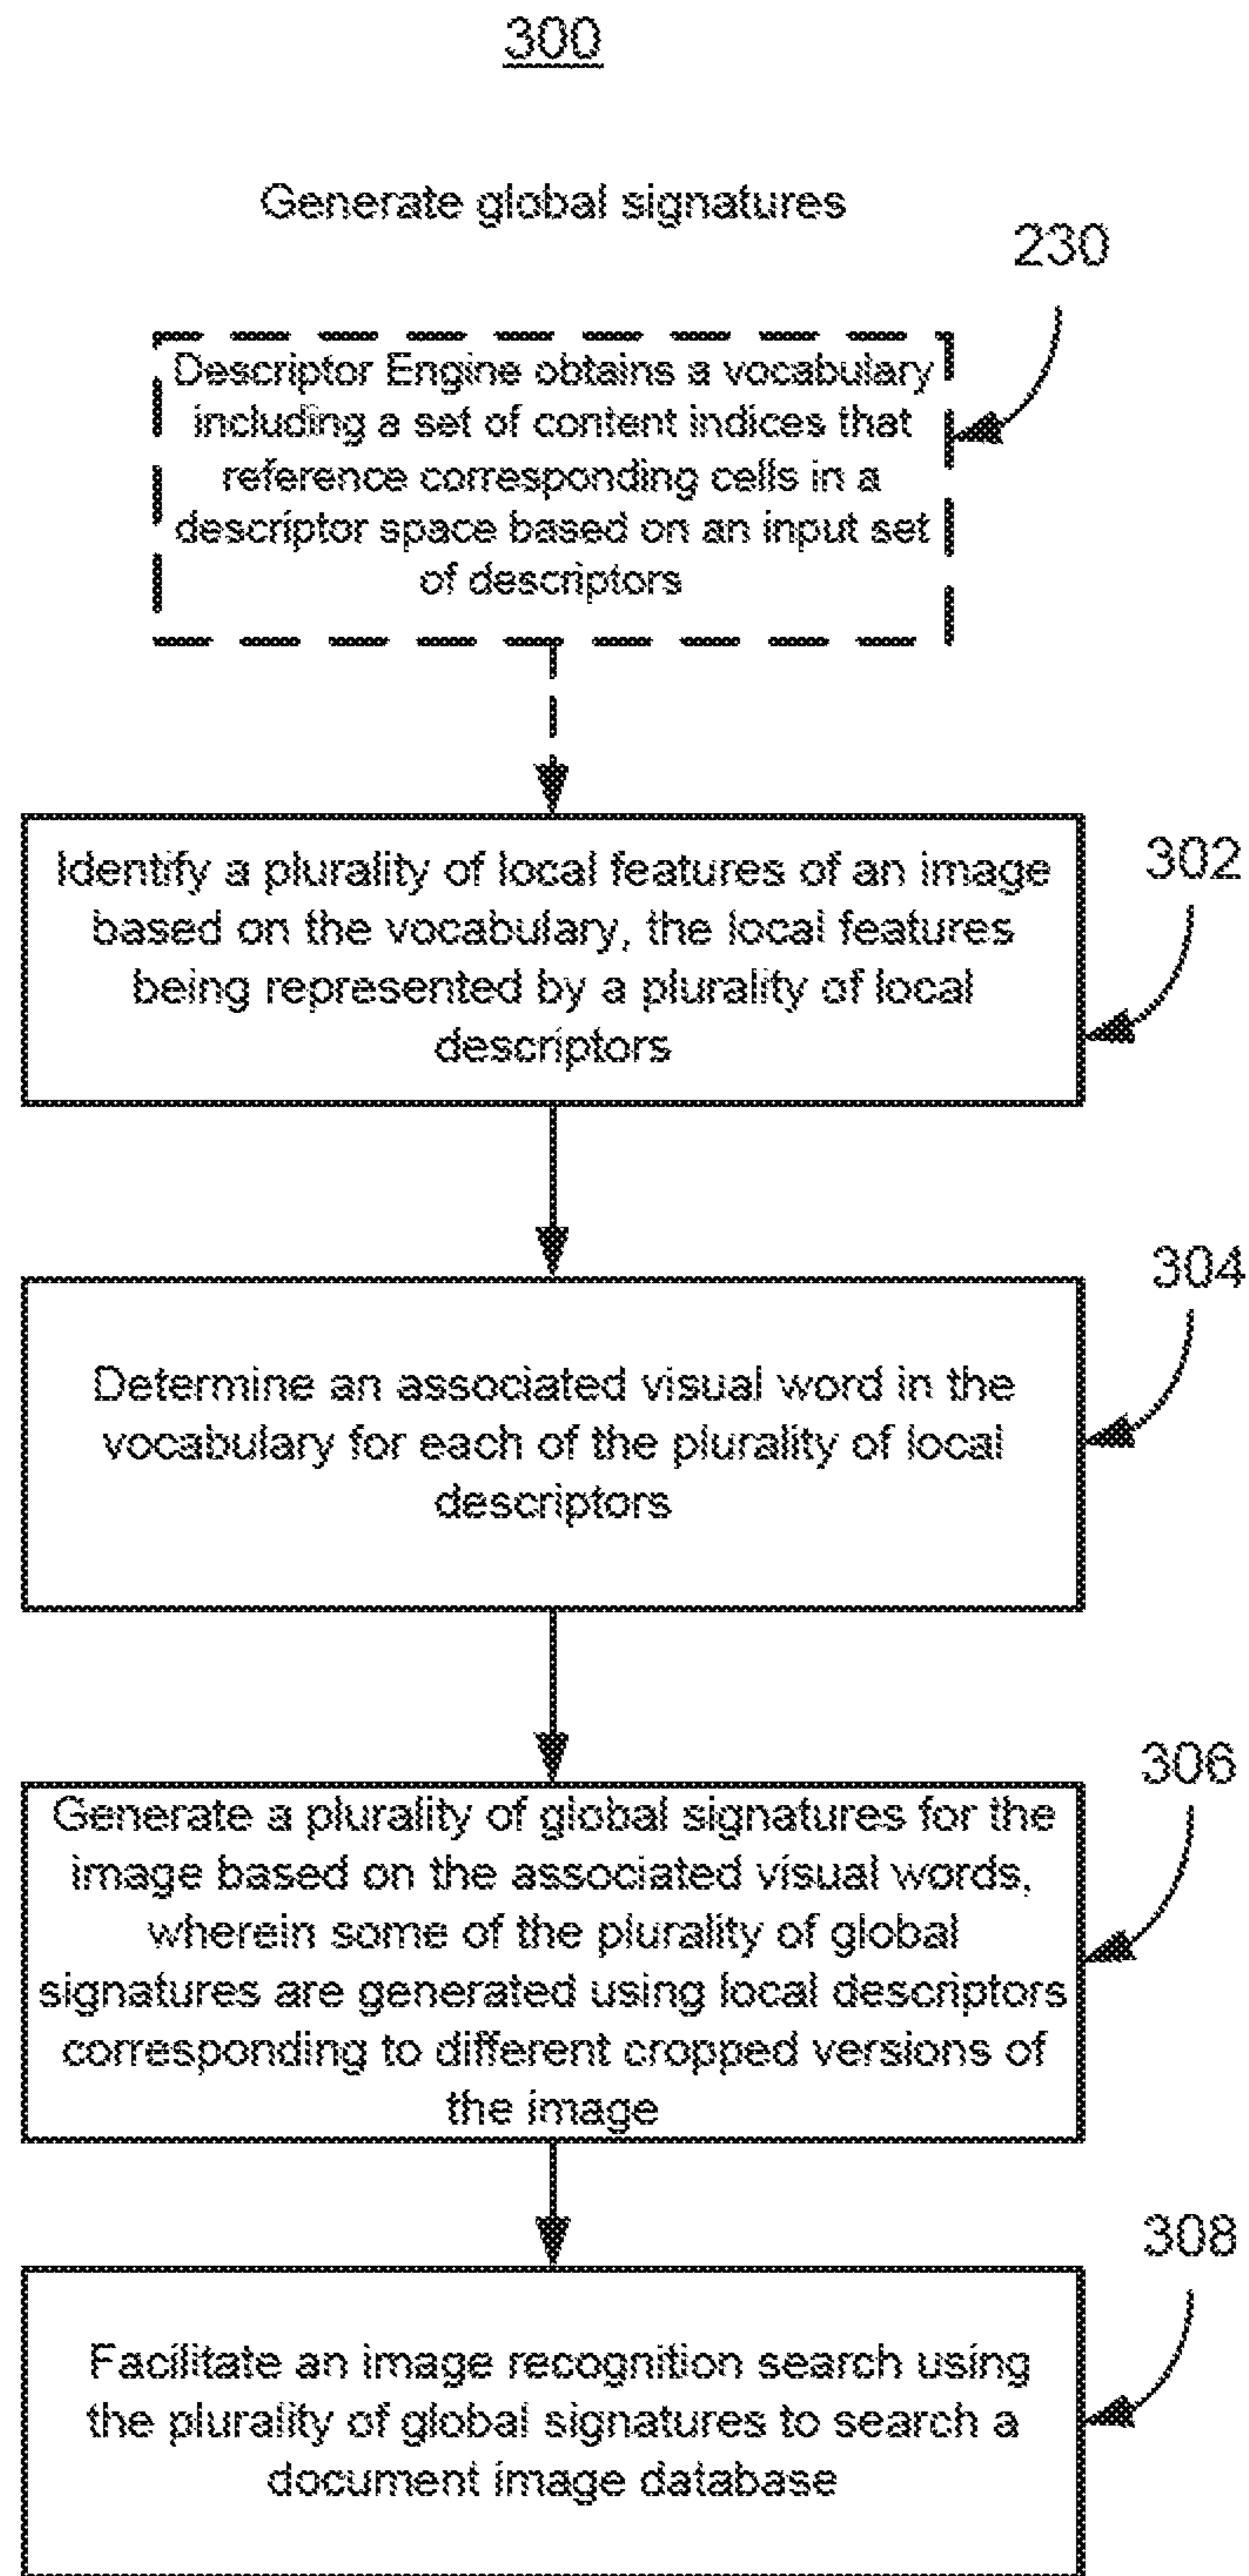 300
Generate global signatures
230
Descriptor Engine obtains a vocabulary
including a set of content indices that
reference corresponding cells in a
descriptor space based on an input set
of descriptors
302
Identify a plurality of local features of an image
based on the vocabulary, the local features
being represented by a plurality of local
descriptors
304
Determine an associated visual word in the
vocabulary for each of the plurality of local
descriptors
306
Generate a plurality of global signatures for the
image based on the associated visual words,
wherein some of the plurality of global
signatures are generated using local descriptors
corresponding to different cropped versions of
the image
308
Facilitate an image recognition search using
the plurality of global signatures to search a
document image database